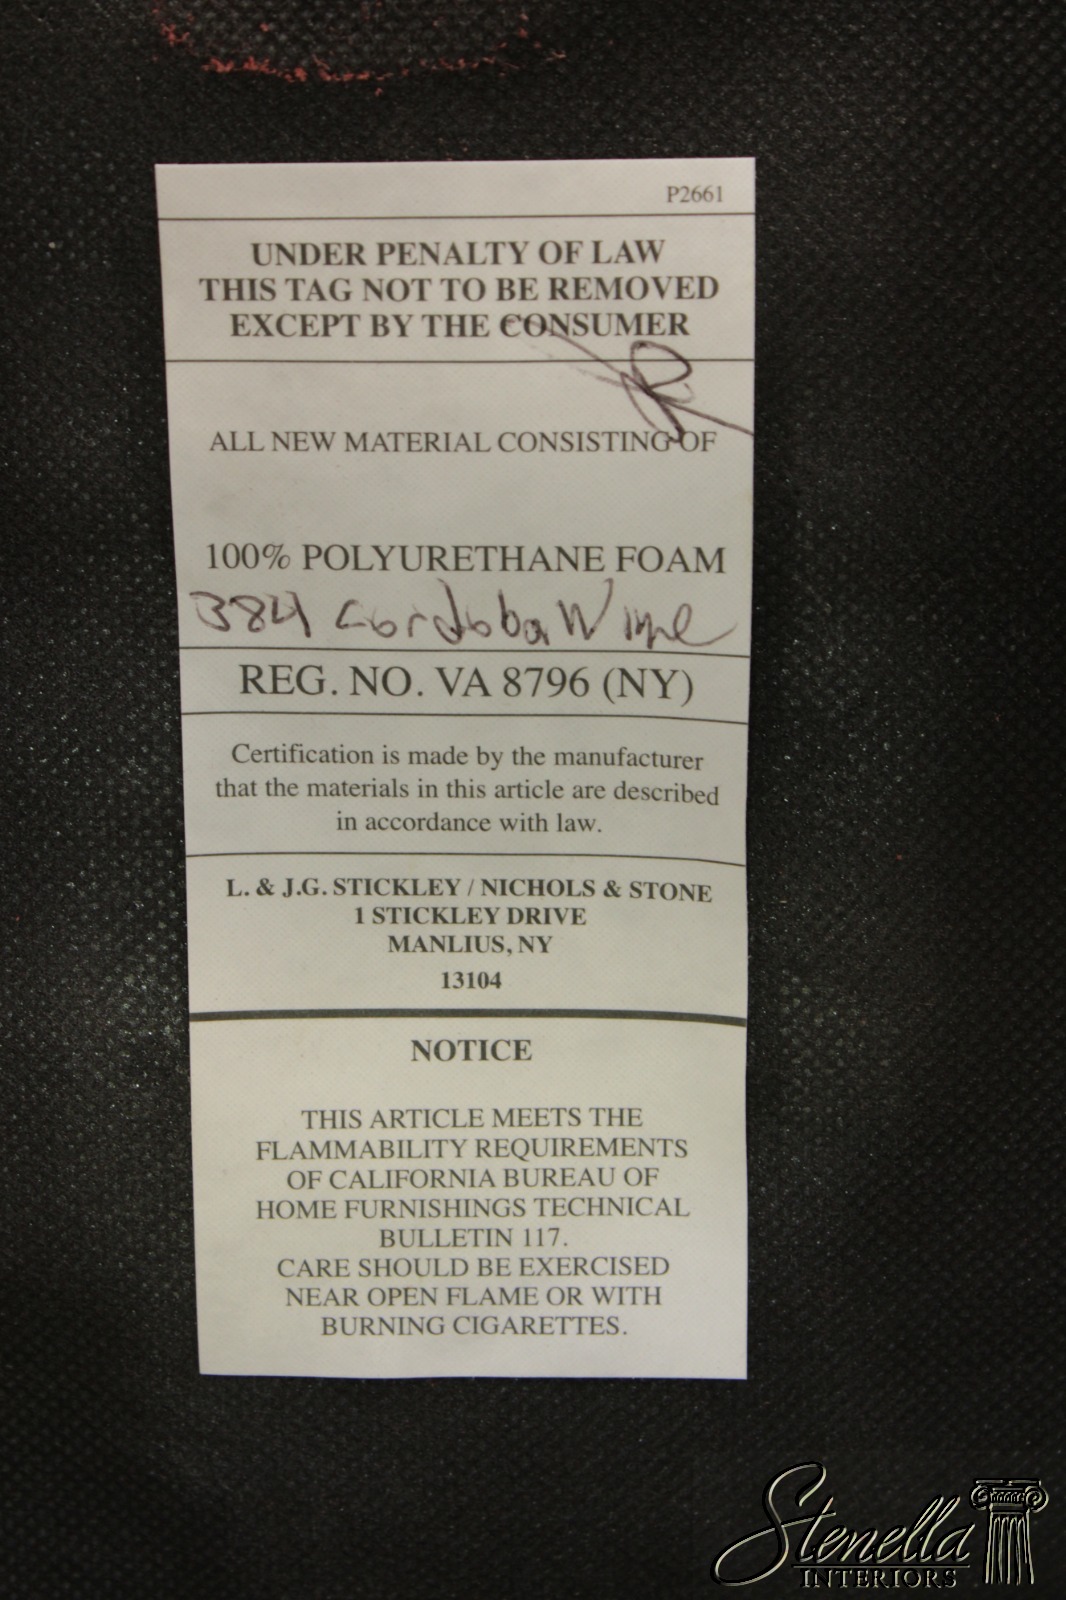 P2661
UNDER PENALTY OF LAW
THIS TAG NOT TO BE REMOVED
EXCEPT BY THE CONSUMER
ALL NEW MATERIAL CONSISTING OF
100% POLYURETHANE FOAM
384 Cordoba Wine
REG. NO. VA 8796 (NY)
Certification is made by the manufacturer
that the materials in this article are described
in accordance with law.
L. & J.G. STICKLEY / NICHOLS & STONE
1 STICKLEY DRIVE
MANLIUS, NY
13104
NOTICE
THIS ARTICLE MEETS THE
FLAMMABILITY REQUIREMENTS
OF CALIFORNIA BUREAU OF
HOME FURNISHINGS TECHNICAL
BULLETIN 117.
CARE SHOULD BE EXERCISED
NEAR OPEN FLAME OR WITH
BURNING CIGARETTES.
Stenella
INTERIORS